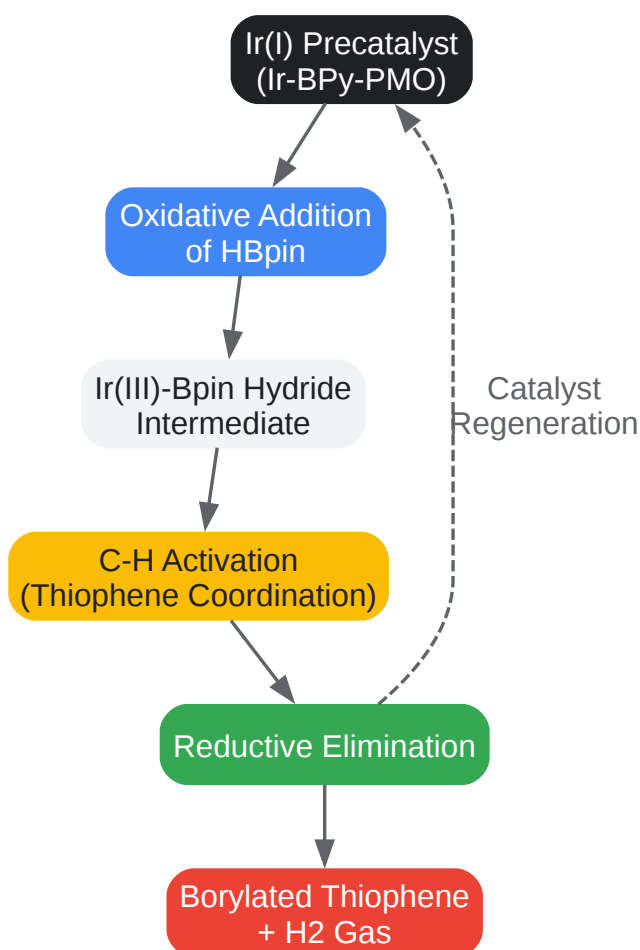 Ir(I) Precatalyst
(Ir-BPy-PMO)
Oxidative Addition
of HBpin
Ir(III)-Bpin Hydride
Intermediate
Catalyst
Regeneration
C-H Activation
(Thiophene Coordination)
Reductive Elimination
Borylated Thiophene
+ H2 Gas